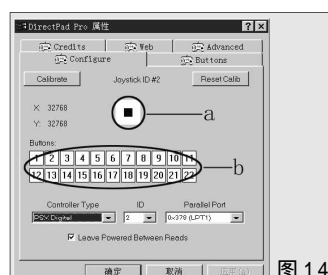 DirectPad Pro 属性
Credits Web Advanced
Configure Buttons
Calibrate Joystick ID #2 Reset Calib
X: 32768
Y: 32768
a
Buttons:
1 2 3 4 5 6 7 8 9 10 11
12 13 14 15 16 17 18 19 20 21 22
b
Controller Type ID Parallel Port
PSX Digital 2 0x378 (LPT1)
Leave Powered Between Reads
确定 取消 应用(A)
图 14